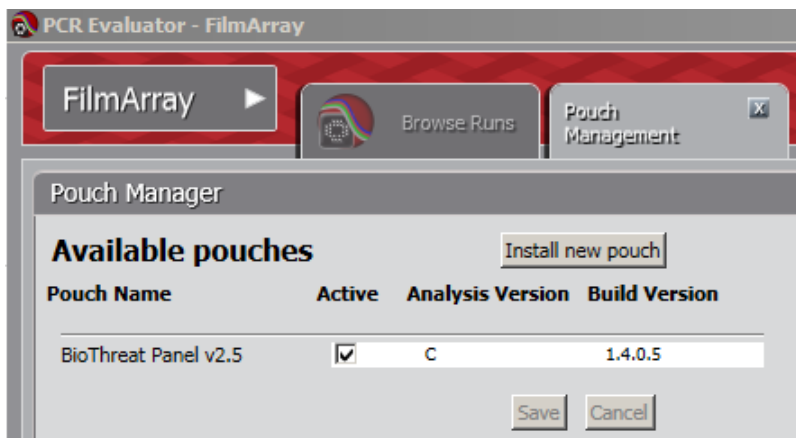 PCR Evaluator - FilmArray
FilmArray
Browse Runs
Pouch
Management
X
Pouch Manager
Available pouches
Install new pouch
Pouch Name Active Analysis Version Build Version
BioThreat Panel v2.5 C 1.4.0.5
Save Cancel